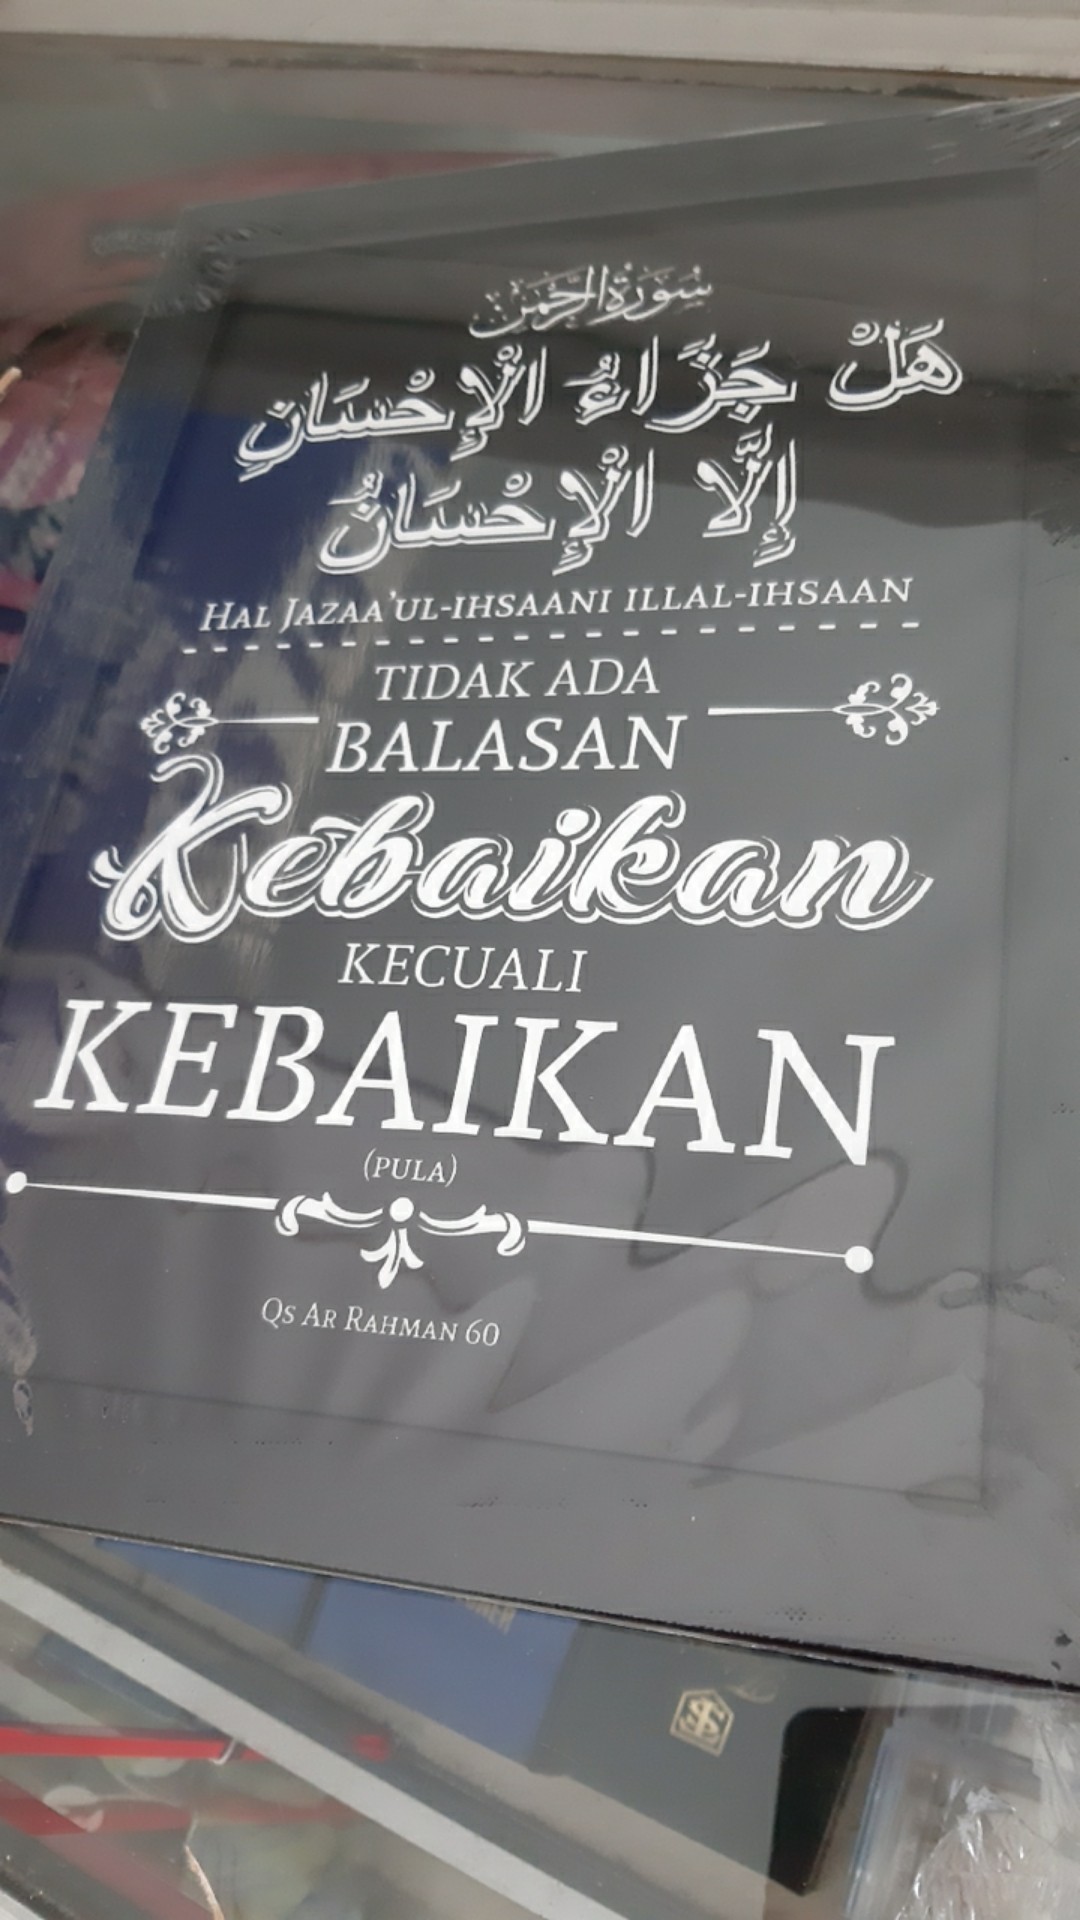 سُورَةُ الرَّحْمَٰن
هَلْ جَزَاءُ الْإِحْسَانِ
إِلَّا الْإِحْسَانُ
HAL JAZAA'UL-IHSAANI ILLAL-IHSAAN
TIDAK ADA
BALASAN
Kebaikan
KECUALI
KEBAIKAN
(PULA)
QS AR RAHMAN 60